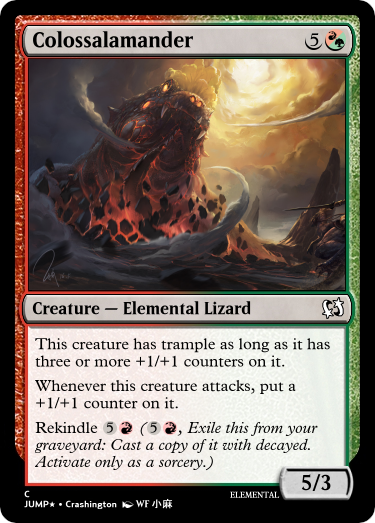 Colossalamander 5
Creature — Elemental Lizard
This creature has trample as long as it has
three or more +1/+1 counters on it.
Whenever this creature attacks, put a
+1/+1 counter on it.
Rekindle 5 (5, Exile this from your
graveyard: Cast a copy of it with decayed.
Activate only as a sorcery.)
5/3
C
JUMP★ • Crashington WF 小麻
ELEMENTAL